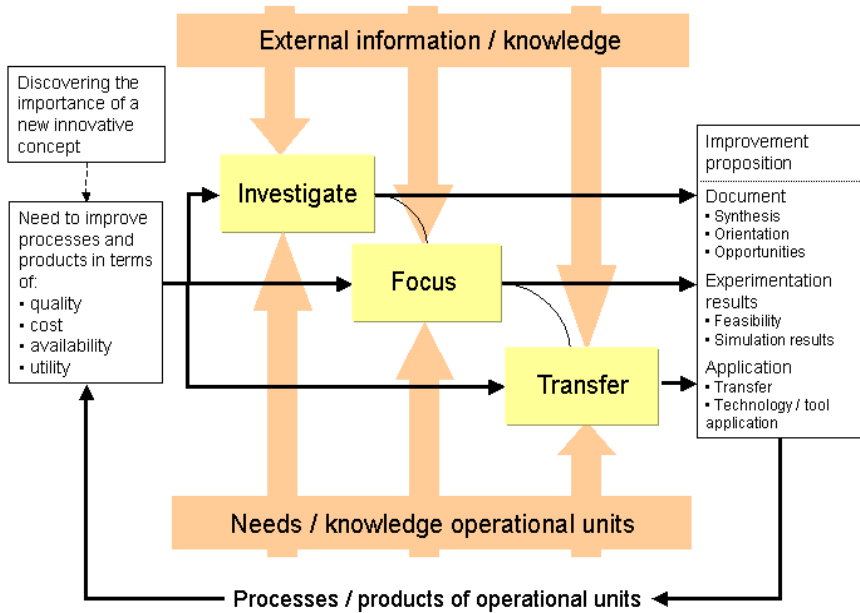 External information / knowledge
Discovering the
importance of a
new innovative
concept
Need to improve
processes and
products in terms
of:
▪ quality
▪ cost
▪ availability
▪ utility
Investigate
Focus
Transfer
Improvement
proposition
Document
▪ Synthesis
▪ Orientation
▪ Opportunities
Experimentation
results
▪ Feasibility
▪ Simulation results
Application
▪ Transfer
▪ Technology / tool
application
Needs / knowledge operational units
Processes / products of operational units